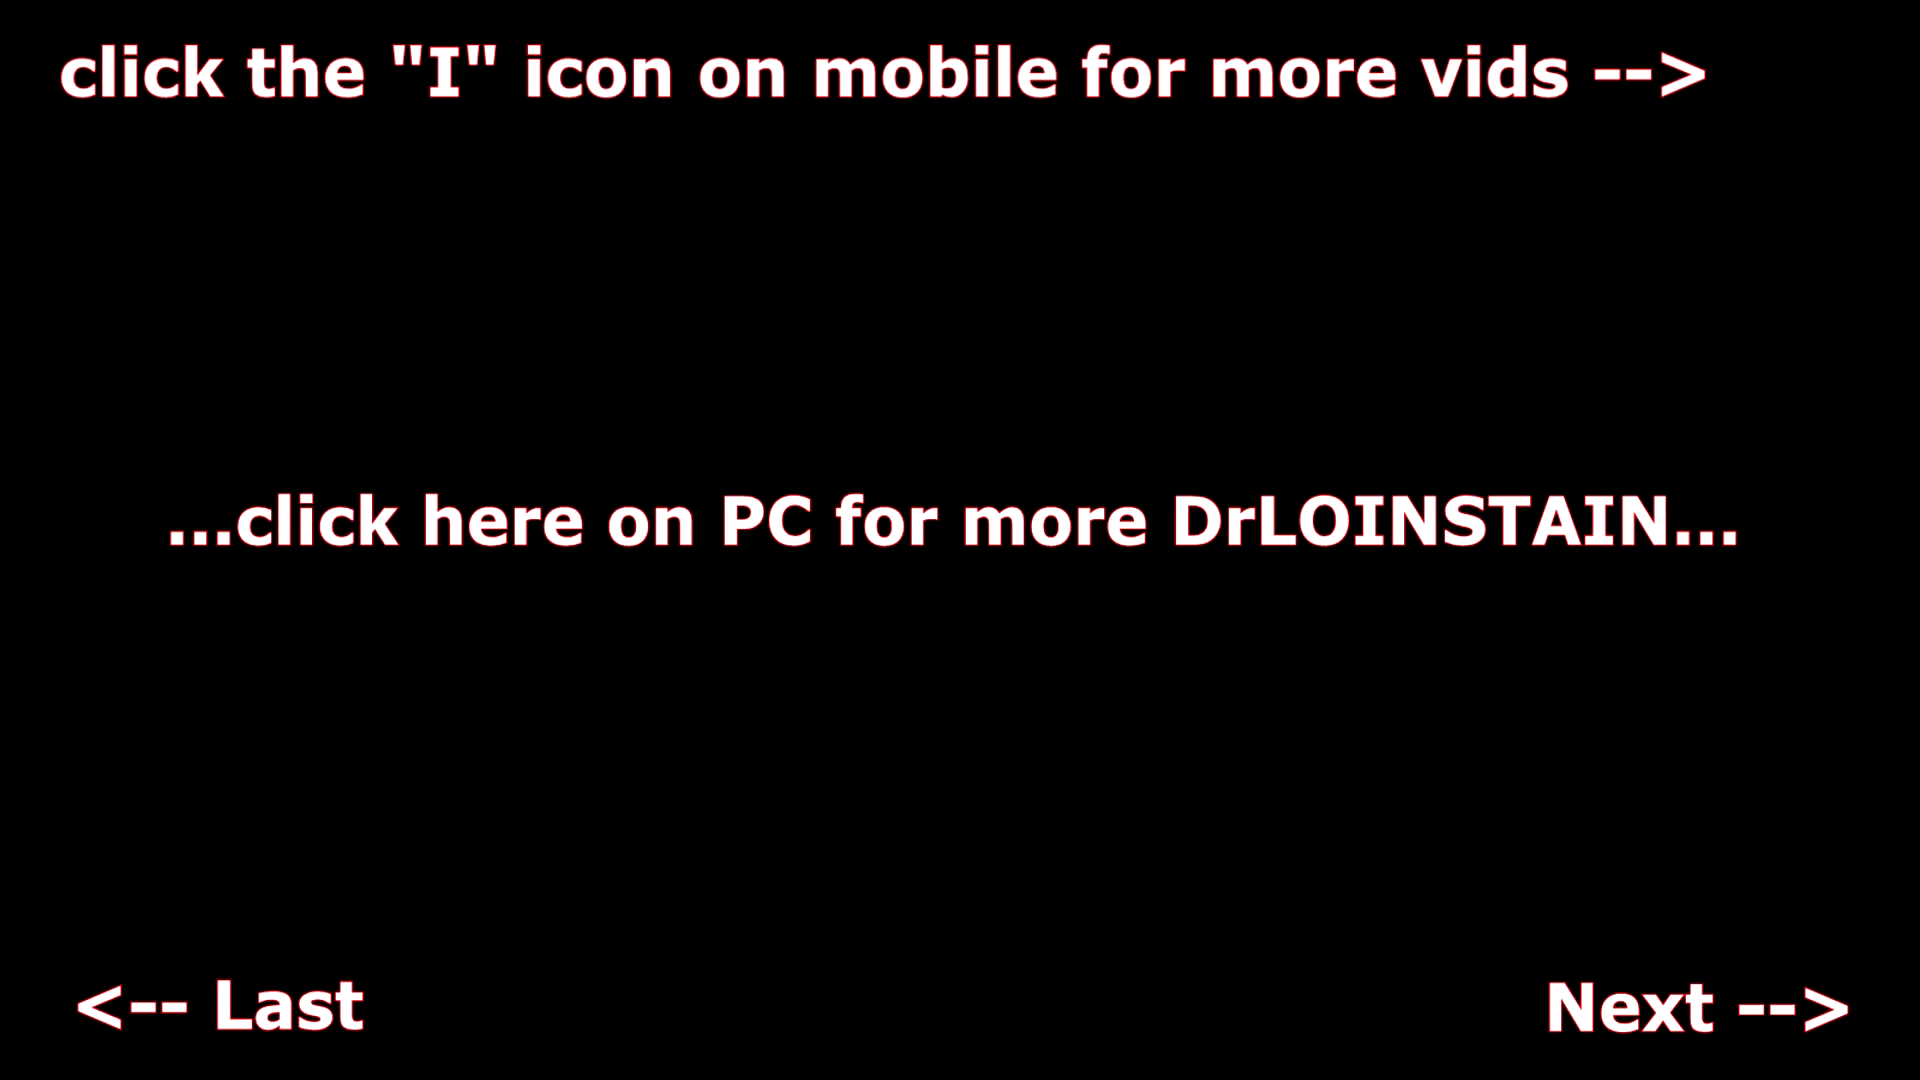 click the "I" icon on mobile for more vids -->
...click here on PC for more DrLOINSTAIN...
<-- Last
Next -->